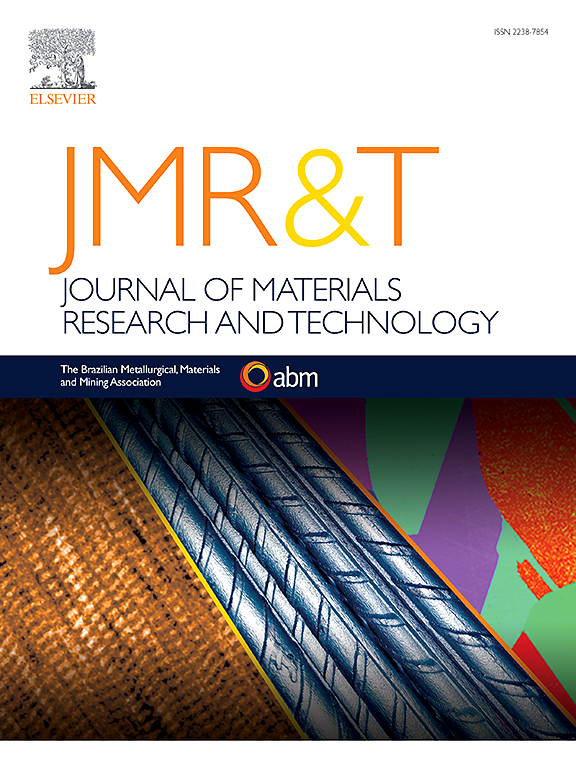 ISSN 2238-7854
ELSEVIER
JMR&T
JOURNAL OF MATERIALS
RESEARCH AND TECHNOLOGY
The Brazilian Metallurgical, Materials
and Mining Association
abm